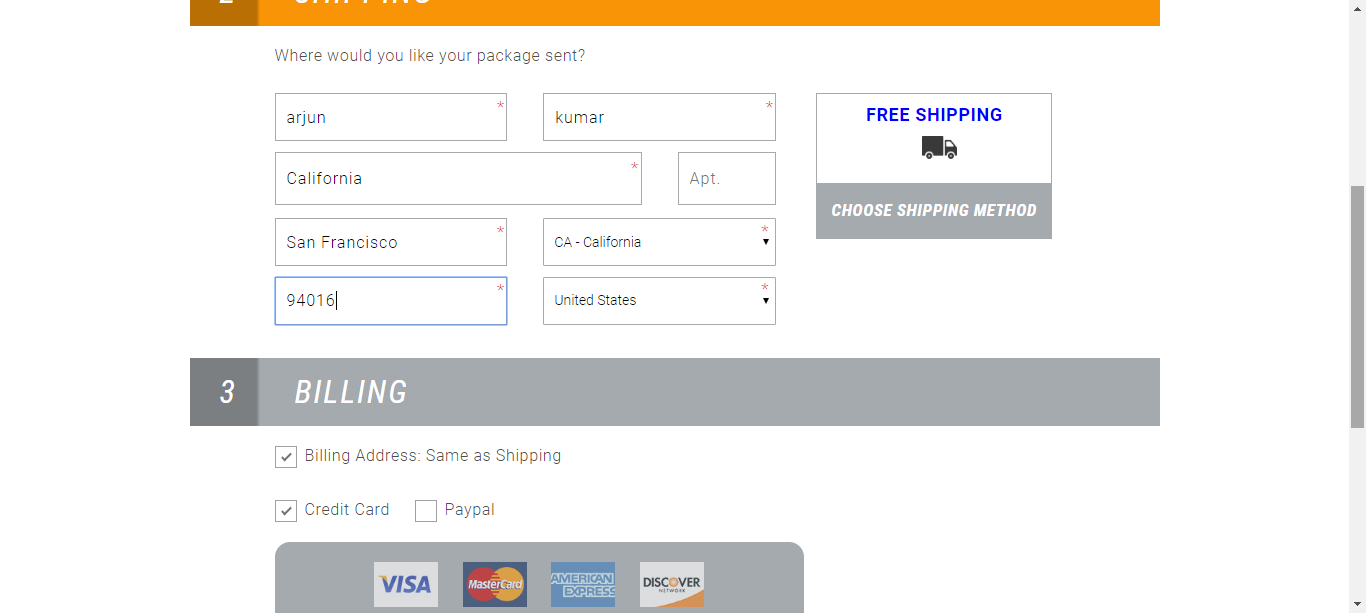 2 SHIPPING
Where would you like your package sent?
arjun * kumar *
FREE SHIPPING
California * Apt.
CHOOSE SHIPPING METHOD
San Francisco * CA - California *
94016 * United States *
3 BILLING
Billing Address: Same as Shipping
Credit Card Paypal
VISA MasterCard AMERICAN EXPRESS DISCOVER NETWORK